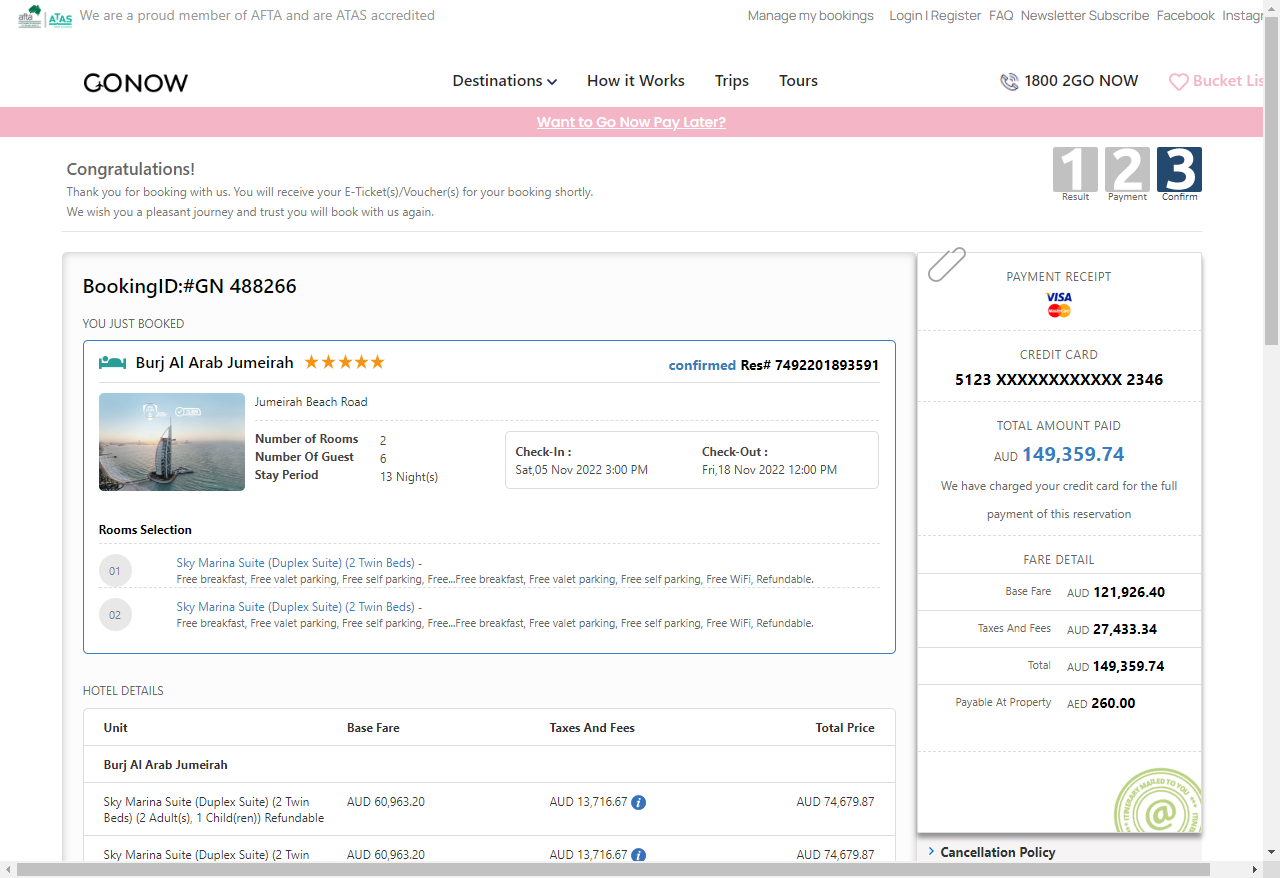 afta ATAS We are a proud member of AFTA and are ATAS accredited
Manage my bookings Login | Register FAQ Newsletter Subscribe Facebook
GONOW Destinations How it Works Trips Tours 1800 2GO NOW Bucket
Want to Go Now Pay Later?
Congratulations!
Thank you for booking with us. You will receive your E-Ticket(s)/Voucher(s) for your booking shortly.
We wish you a pleasant journey and trust you will book with us again.
1 2 3
Result Payment Confirm
BookingID:#GN 488266
YOU JUST BOOKED
Burj Al Arab Jumeirah confirmed Res# 7492201893591
Jumeirah Beach Road
Number of Rooms 2
Number Of Guest 6
Stay Period 13 Night(s)
Check-In :
Sat,05 Nov 2022 3:00 PM
Check-Out :
Fri,18 Nov 2022 12:00 PM
Rooms Selection
01 Sky Marina Suite (Duplex Suite) (2 Twin Beds) -
Free breakfast, Free valet parking, Free self parking, Free...Free breakfast, Free valet parking, Free self parking, Free WiFi, Refundable.
02 Sky Marina Suite (Duplex Suite) (2 Twin Beds) -
Free breakfast, Free valet parking, Free self parking, Free...Free breakfast, Free valet parking, Free self parking, Free WiFi, Refundable.
HOTEL DETAILS
Unit Base Fare Taxes And Fees Total Price
Burj Al Arab Jumeirah
Sky Marina Suite (Duplex Suite) (2 Twin AUD 60,963.20 AUD 13,716.67 i AUD 74,679.87
Beds) (2 Adult(s), 1 Child(ren)) Refundable
Sky Marina Suite (Duplex Suite) (2 Twin AUD 60,963.20 AUD 13,716.67 i AUD 74,679.87
PAYMENT RECEIPT
VISA
MasterCard
CREDIT CARD
5123 XXXXXXXXXXXX 2346
TOTAL AMOUNT PAID
AUD 149,359.74
We have charged your credit card for the full
payment of this reservation
FARE DETAIL
Base Fare AUD 121,926.40
Taxes And Fees AUD 27,433.34
Total AUD 149,359.74
Payable At Property AED 260.00
ITINERARY MAILED TO YOU
@
Cancellation Policy